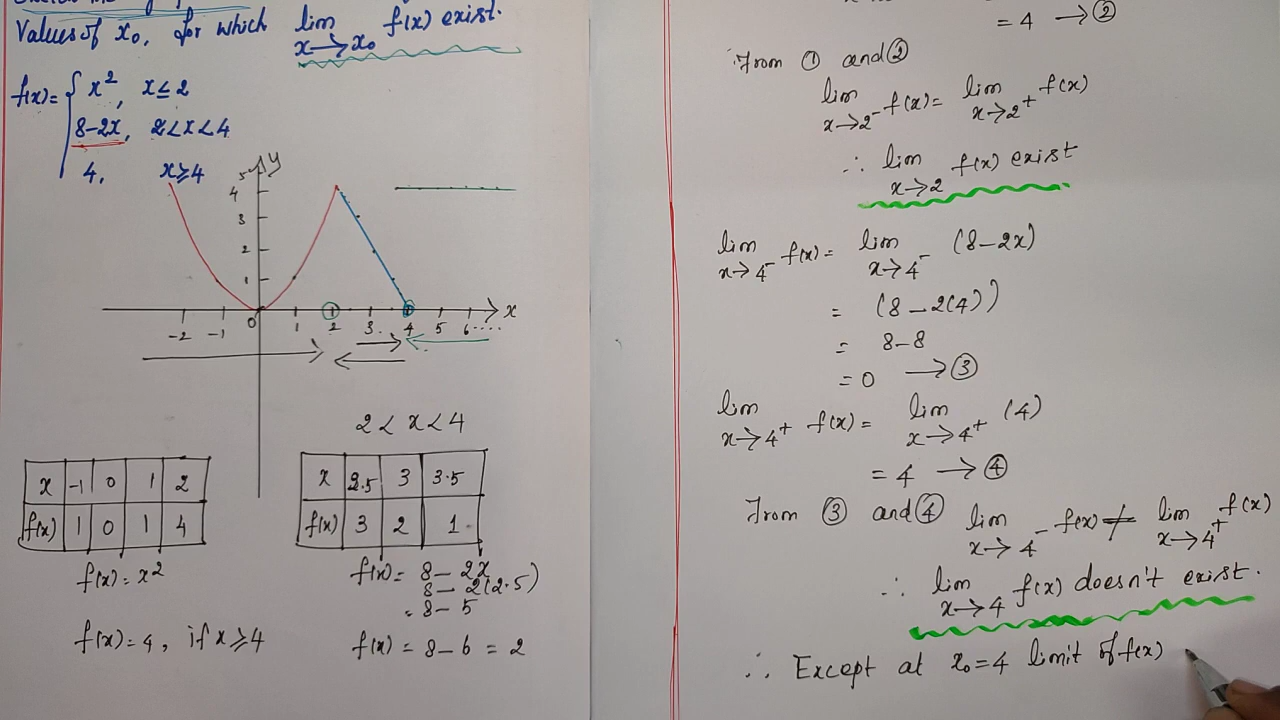 Values of x₀, for which lim x→x₀ f(x) exist.
f(x) = { x², x ≤ 2
8-2x, 2 < x < 4
4, x ≥ 4
y
5
4
3
2
1
-2 -1 0 1 2 3 4 5 6.... x
2 < x < 4
x -1 0 1 2
f(x) 1 0 1 4
f(x) = x²
f(x) = 4, if x ≥ 4
x 2.5 3 3.5
f(x) 3 2 1
f(x) = 8 - 2x
8 - 2(2.5)
= 8 - 5
f(x) = 8 - 6 = 2
= 4 → ②
From ① and ②
lim x→2⁻ f(x) = lim x→2⁺ f(x)
∴ lim x→2 f(x) exist
lim x→4⁻ f(x) = lim x→4⁻ (8-2x)
= (8-2(4))
= 8-8
= 0 → ③
lim x→4⁺ f(x) = lim x→4⁺ (4)
= 4 → ④
From ③ and ④ lim x→4⁻ f(x) ≠ lim x→4⁺ f(x)
∴ lim x→4 f(x) doesn't exist.
∴ Except at x₀=4 limit of f(x)